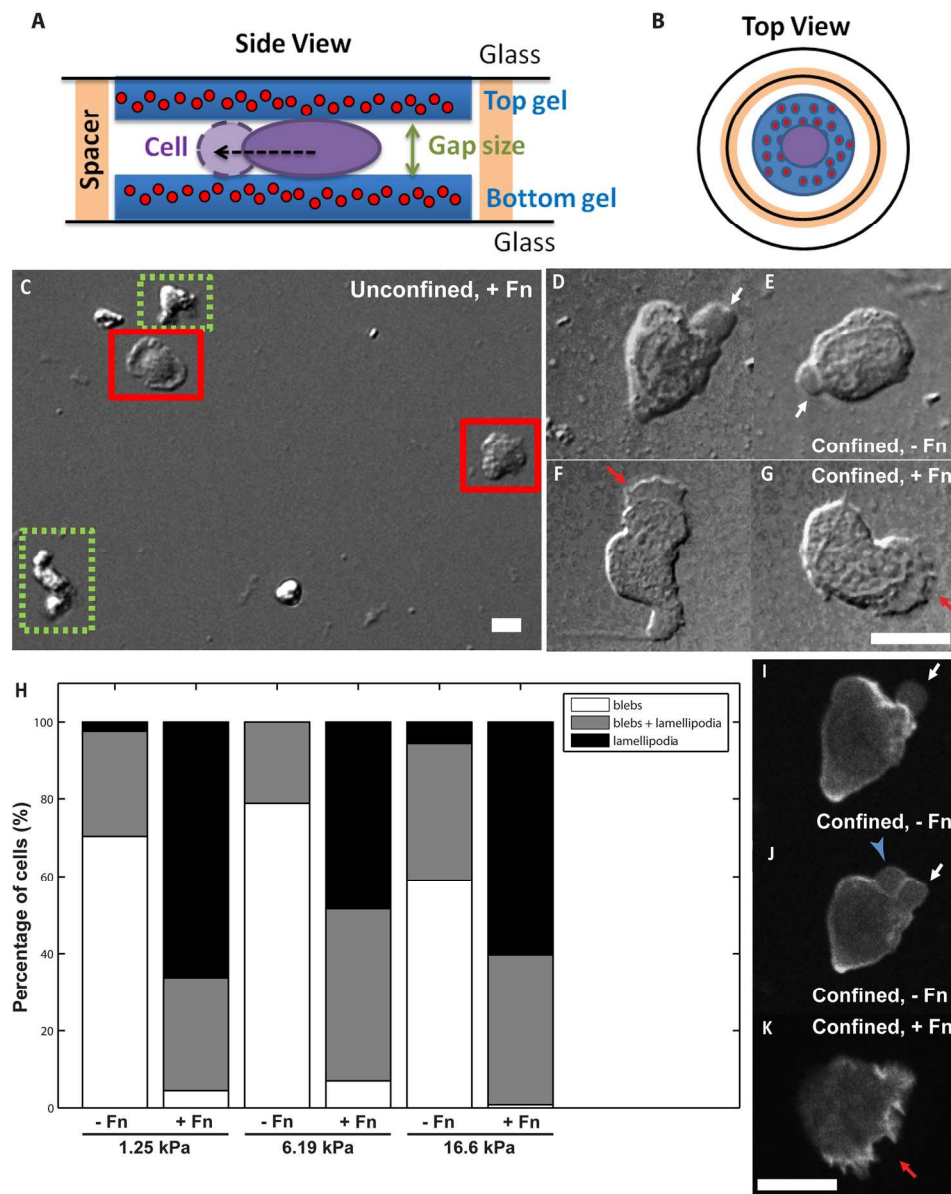 A
Side View
Glass
Spacer
Top gel
Cell
Gap size
Bottom gel
Glass
B
Top View
C
Unconfined, + Fn
D
E
Confined, - Fn
F
G
Confined, + Fn
H
Percentage of cells (%)
100
80
60
40
20
0
blebs
blebs + lamellipodia
lamellipodia
- Fn
+ Fn
- Fn
+ Fn
- Fn
+ Fn
1.25 kPa
6.19 kPa
16.6 kPa
I
Confined, - Fn
J
Confined, - Fn
K
Confined, + Fn